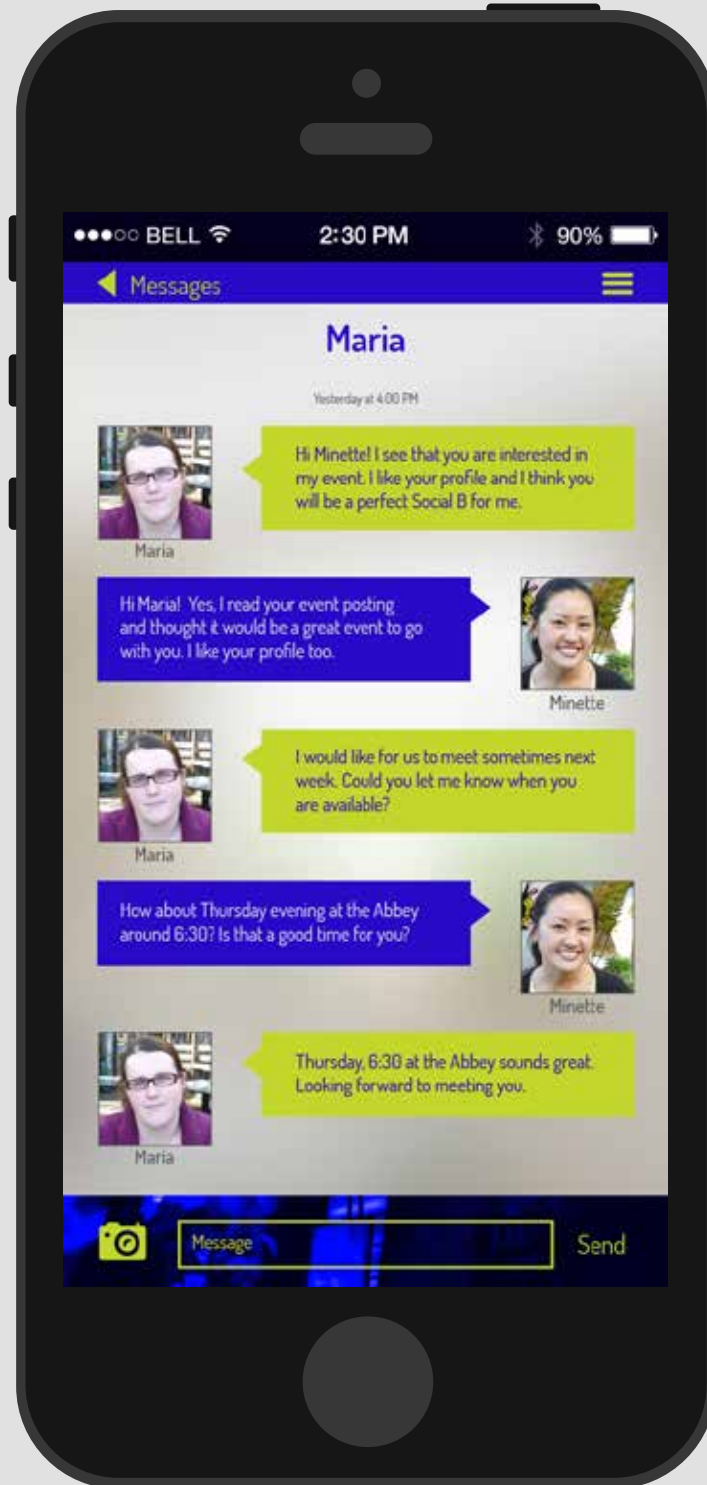 BELL 2:30 PM 90%
Messages
Maria
Yesterday at 4:00 PM
Hi Minette! I see that you are interested in
my event. I like your profile and I think you
will be a perfect Social B for me.
Maria
Hi Maria!  Yes, I read your event posting
and thought it would be a great event to go
with you. I like your profile too.
Minette
I would like for us to meet sometimes next
week. Could you let me know when you
are available?
Maria
How about Thursday evening at the Abbey
around 6:30? Is that a good time for you?
Minette
Thursday, 6:30 at the Abbey sounds great.
Looking forward to meeting you.
Maria
Message Send